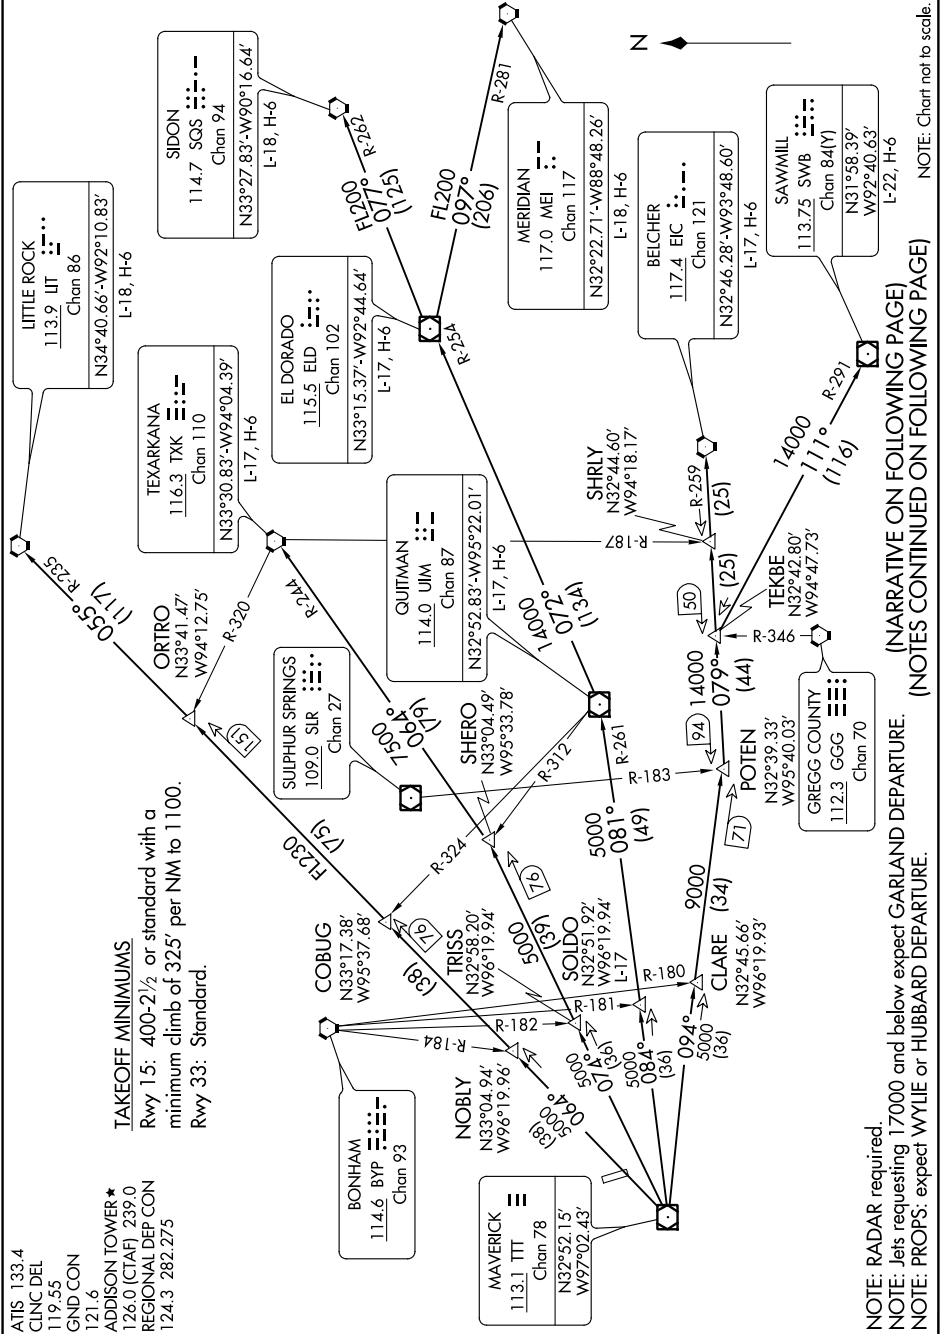 ATIS 133.4
CLNC DEL
119.55
GND CON
121.6
ADDISON TOWER★
126.0 (CTAF) 239.0
REGIONAL DEP CON
124.3 282.275
TAKEOFF MINIMUMS
Rwy 15: 400-2½ or standard with a
minimum climb of 325' per NM to 1100.
Rwy 33: Standard.
LITTLE ROCK
113.9 LIT
Chan 86
N34°40.66'-W92°10.83'
L-18, H-6
SIDON
114.7 SQS
Chan 94
N33°27.83'-W90°16.64'
L-18, H-6
TEXARKANA
116.3 TXK
Chan 110
N33°30.83'-W94°04.39'
L-17, H-6
EL DORADO
115.5 ELD
Chan 102
N33°15.37'-W92°44.64'
L-17, H-6
MERIDIAN
117.0 MEI
Chan 117
N32°22.71'-W88°48.26'
L-18, H-6
BELCHER
117.4 EIC
Chan 121
N32°46.28'-W93°48.60'
L-17, H-6
SAWMILL
113.75 SWB
Chan 84(Y)
N31°58.39'
W92°40.63'
L-22, H-6
QUITMAN
114.0 UIM
Chan 87
N32°52.83'-W95°22.01'
L-17, H-6
SULPHUR SPRINGS
109.0 SLR
Chan 27
GREGG COUNTY
112.3 GGG
Chan 70
BONHAM
114.6 BYP
Chan 93
MAVERICK
113.1 TTT
Chan 78
N32°52.15'
W97°02.43'
ORTRO
N33°41.47'
W94°12.75'
COBUG
N33°17.38'
W95°37.68'
NOBLY
N33°04.94'
W96°19.96'
TRISS
N32°58.20'
W96°19.94'
SHERO
N33°04.49'
W95°33.78'
SOLDO
N32°51.92'
W96°19.94'
L-17
CLARE
N32°45.66'
W96°19.93'
POTEN
N32°39.33'
W95°40.03'
TEKBE
N32°42.80'
W94°47.73'
SHRLY
N32°44.60'
W94°18.17'
5000
064°
(38)
(38)
76
FL230
(75)
151
055°
(117)
R-235
R-320
R-324
R-184
5000
074°
(36)
5000
(39)
76
7500
064°
(79)
R-244
R-312
R-182
5000
084°
(36)
5000
081°
(49)
R-261
R-181
14000
072°
(134)
R-254
FL200
077°
(125)
R-262
FL200
097°
(206)
R-281
094°
5000
(36)
R-180
9000
(34)
71
R-183
94
14000
079°
(44)
50
R-346
(25)
R-187
R-259
(25)
14000
111°
(116)
R-291
N
NOTE: RADAR required.
NOTE: Jets requesting 17000 and below expect GARLAND DEPARTURE.
NOTE: PROPS: expect WYLIE or HUBBARD DEPARTURE.
(NARRATIVE ON FOLLOWING PAGE)
(NOTES CONTINUED ON FOLLOWING PAGE)
NOTE: Chart not to scale.